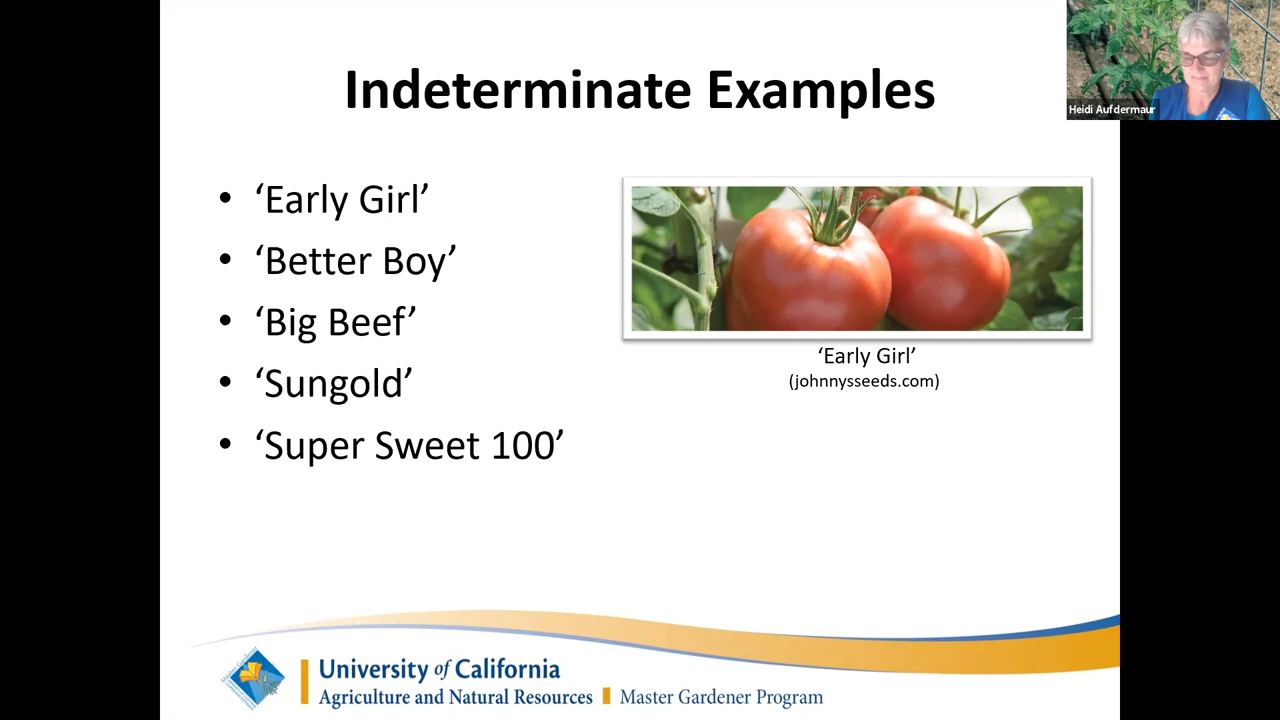 Indeterminate Examples
Heidi Aufdermaur
• ‘Early Girl’
• ‘Better Boy’
• ‘Big Beef’
• ‘Sungold’
• ‘Super Sweet 100’
‘Early Girl’
(johnnysseeds.com)
University of California
Agriculture and Natural Resources Master Gardener Program